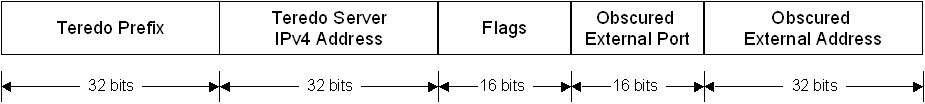 Teredo Prefix
Teredo Server
IPv4 Address
Flags
Obscured
External Port
Obscured
External Address
32 bits
32 bits
16 bits
16 bits
32 bits